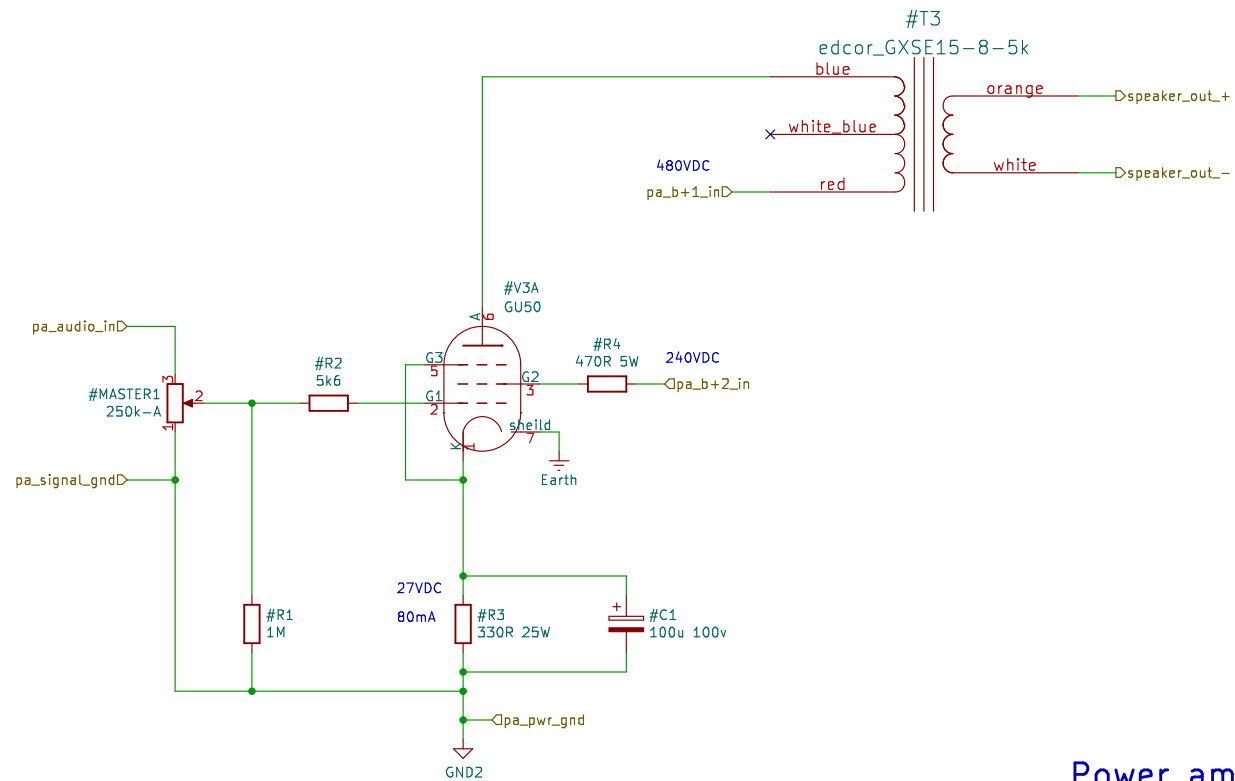 #T3
edcor_GXSE15-8-5k
blue
orange
speaker_out_+
white_blue
480VDC
white
speaker_out_-
pa_b+1_in
red
#V3A
GU50
A
6
pa_audio_in
#R2
5k6
#R4
470R 5W
240VDC
G3
5
G2
3
pa_b+2_in
#MASTER1
250k-A
3
2
1
G1
2
sheild
7
K
1
pa_signal_gnd
Earth
27VDC
80mA
#R1
1M
#R3
330R 25W
+
#C1
100u 100v
pa_pwr_gnd
GND2
Power am